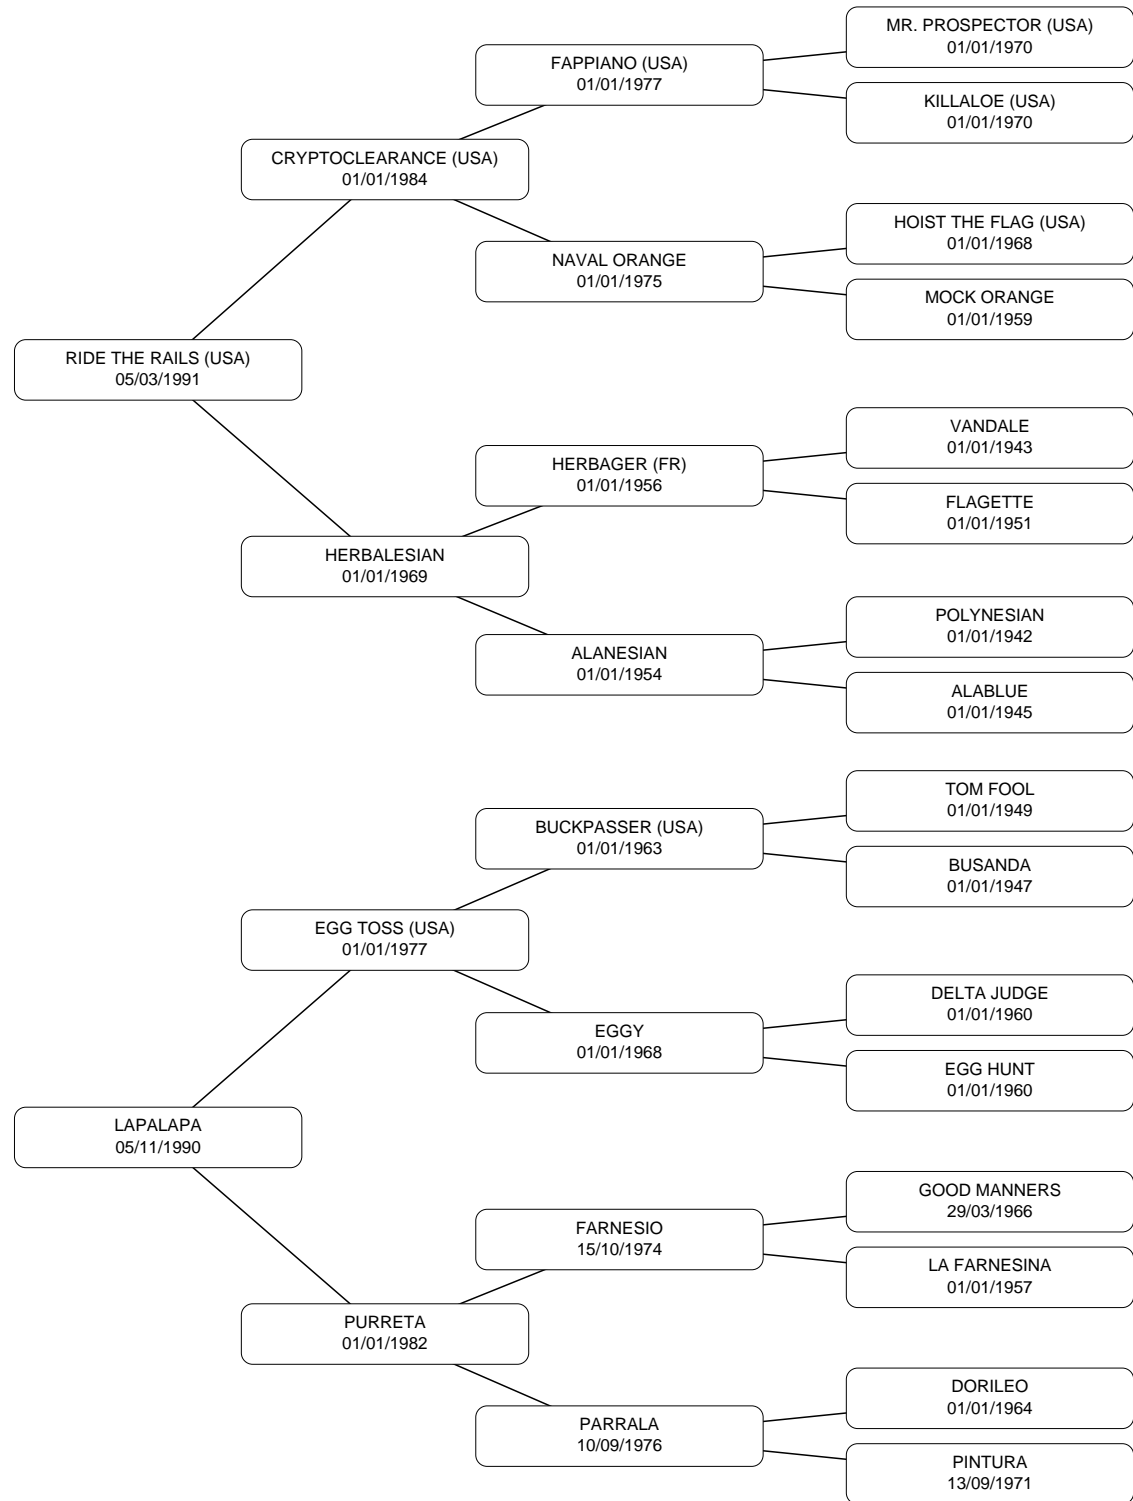 MR. PROSPECTOR (USA)
01/01/1970
FAPPIANO (USA)
01/01/1977
KILLALOE (USA)
01/01/1970
CRYPTOCLEARANCE (USA)
01/01/1984
HOIST THE FLAG (USA)
01/01/1968
NAVAL ORANGE
01/01/1975
MOCK ORANGE
01/01/1959
RIDE THE RAILS (USA)
05/03/1991
VANDALE
01/01/1943
HERBAGER (FR)
01/01/1956
FLAGETTE
01/01/1951
HERBALESIAN
01/01/1969
POLYNESIAN
01/01/1942
ALANESIAN
01/01/1954
ALABLUE
01/01/1945
TOM FOOL
01/01/1949
BUCKPASSER (USA)
01/01/1963
BUSANDA
01/01/1947
EGG TOSS (USA)
01/01/1977
DELTA JUDGE
01/01/1960
EGGY
01/01/1968
EGG HUNT
01/01/1960
LAPALAPA
05/11/1990
GOOD MANNERS
29/03/1966
FARNESIO
15/10/1974
LA FARNESINA
01/01/1957
PURRETA
01/01/1982
DORILEO
01/01/1964
PARRALA
10/09/1976
PINTURA
13/09/1971